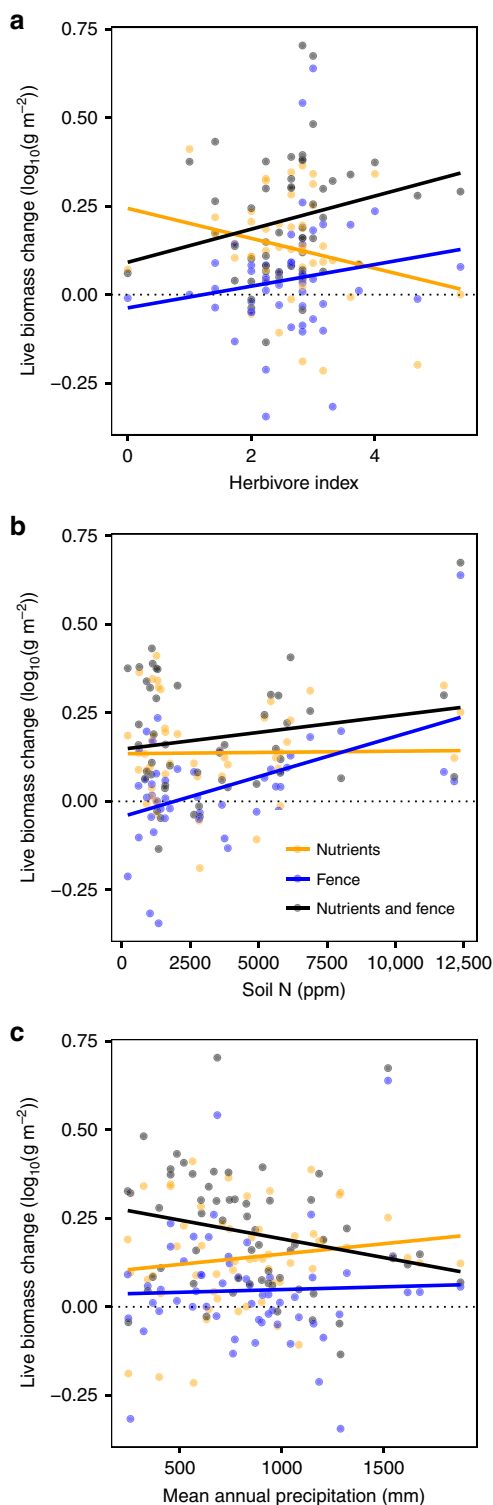 a
Live biomass change (log10(g m−2))
0.75
0.50
0.25
0.00
−0.25
0 2 4
Herbivore index
b
Live biomass change (log10(g m−2))
0.75
0.50
0.25
0.00
−0.25
Nutrients
Fence
Nutrients and fence
0 2500 5000 7500 10,000 12,500
Soil N (ppm)
c
Live biomass change (log10(g m−2))
0.75
0.50
0.25
0.00
−0.25
500 1000 1500
Mean annual precipitation (mm)